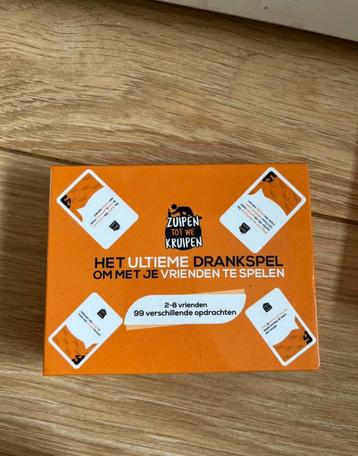 ZUIPEN
TOT WE
KRUIPEN
HET ULTIEME DRANKSPEL
OM MET JE VRIENDEN TE SPELEN
2-8 vrienden
99 verschillende opdrachten